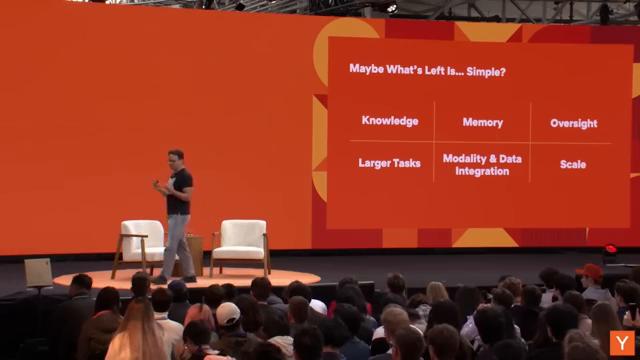 Maybe What's Left Is... Simple?
Knowledge
Memory
Oversight
Larger Tasks
Modality & Data
Integration
Scale
Y